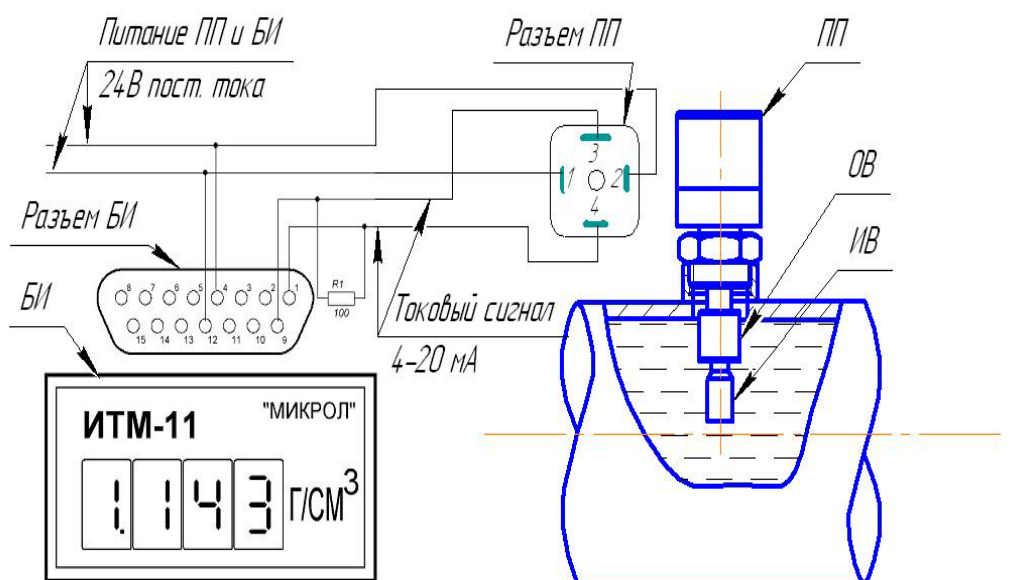 Питание ПП и БИ
24В пост. тока
Разъем ПП
ПП
3
1
2
4
ОВ
ИВ
Разъем БИ
БИ
8 7 6 5 4 3 2 1
15 14 13 12 11 10 9
R1
100
Токовый сигнал
4-20 мА
ИТМ-11
"МИКРОЛ"
1.143 Г/СМ3